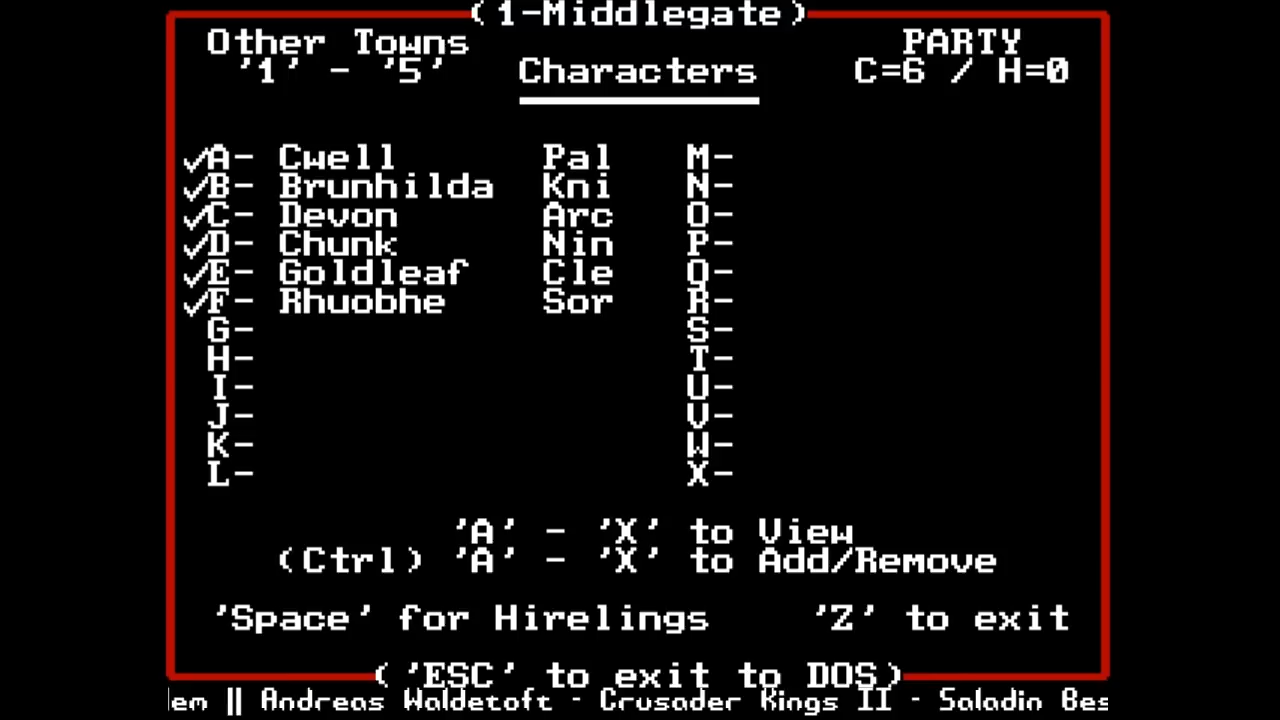 (1-Middlegate)
Other Towns PARTY
'1' - '5' Characters C=6 / H=0
✓A- Cwell Pal M-
✓B- Brunhilda Kni N-
✓C- Devon Arc O-
✓D- Chunk Nin P-
✓E- Goldleaf Cle Q-
✓F- Rhuobhe Sor R-
G- S-
H- T-
I- U-
J- V-
K- W-
L- X-
'A' - 'X' to View
(Ctrl) 'A' - 'X' to Add/Remove
'Space' for Hirelings 'Z' to exit
('ESC' to exit to DOS)
lem || Andreas Waldetoft - Crusader Kings II - Saladin Bes